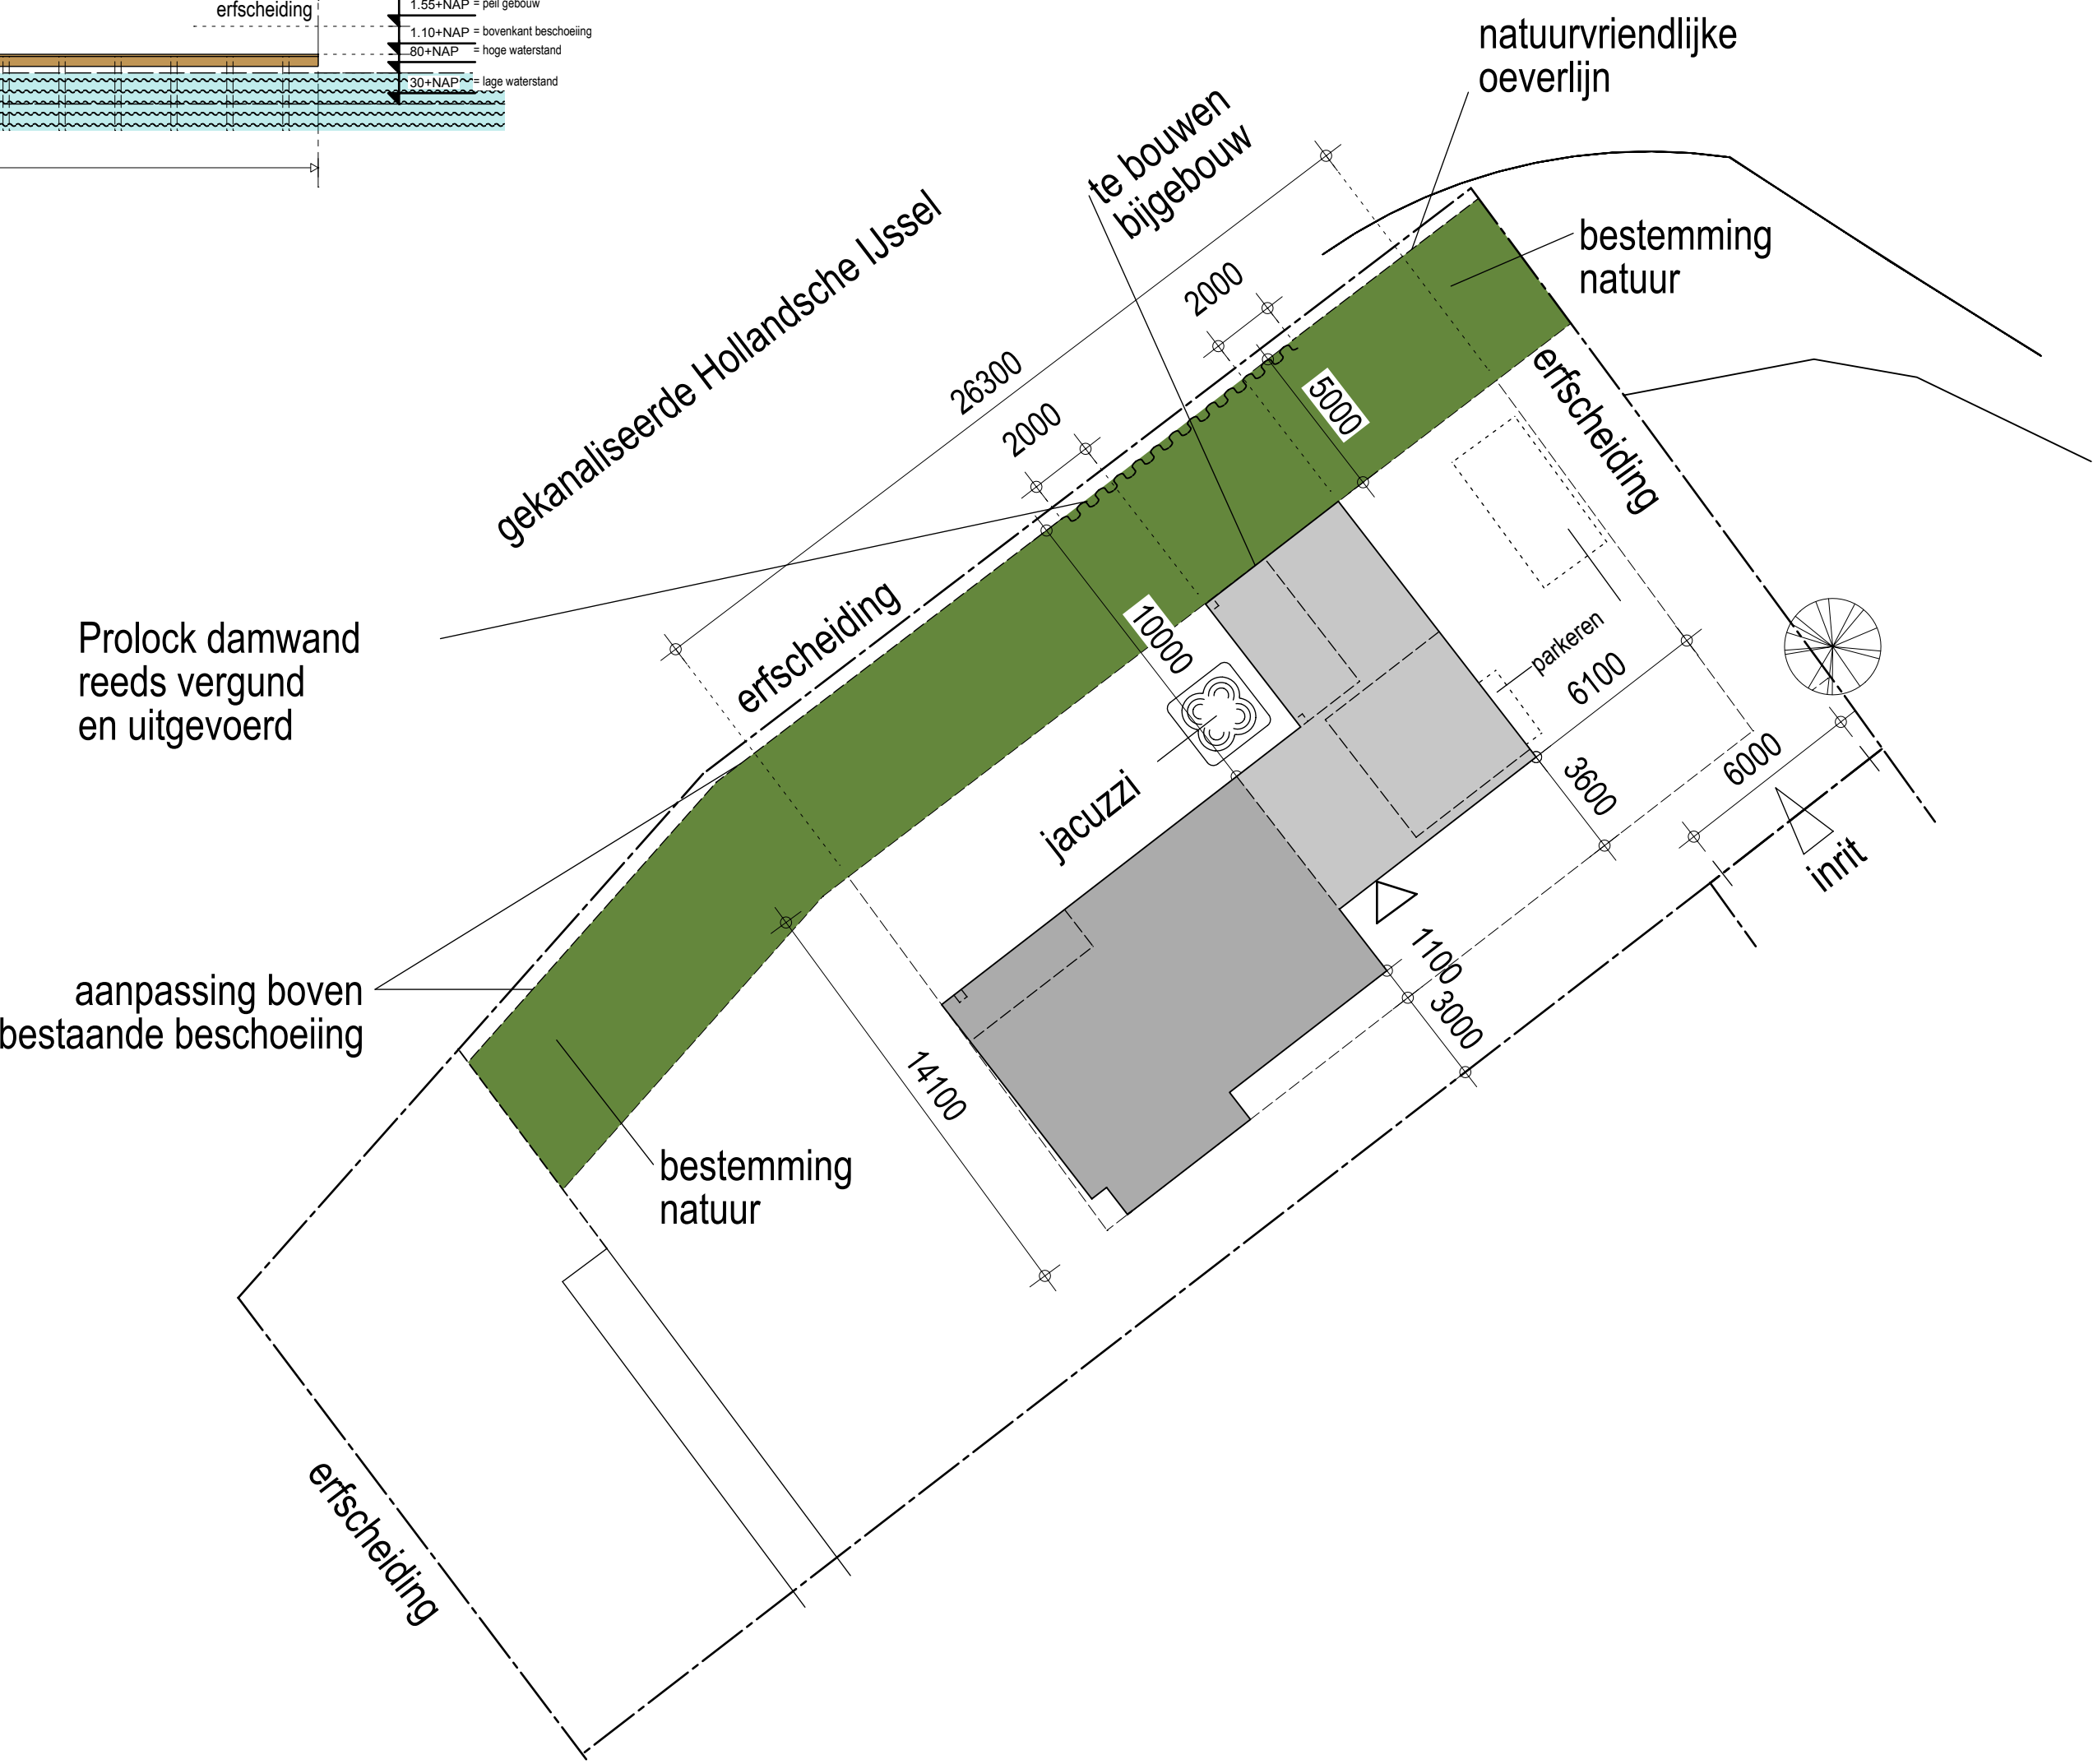 erfscheiding
1.55+NAP = peil gebouw
1.10+NAP = bovenkant beschoeiing
80+NAP = hoge waterstand
30+NAP = lage waterstand
natuurvriendlijke
oeverlijn
te bouwen
bijgebouw
bestemming
natuur
gekanaliseerde Hollandsche IJssel
2000
26300
2000
5000
erfscheiding
erfscheiding
10000
Prolock damwand
reeds vergund
en uitgevoerd
parkeren
6100
3600
6000
inrit
jacuzzi
1100
3000
aanpassing boven
bestaande beschoeiing
14100
bestemming
natuur
erfscheiding